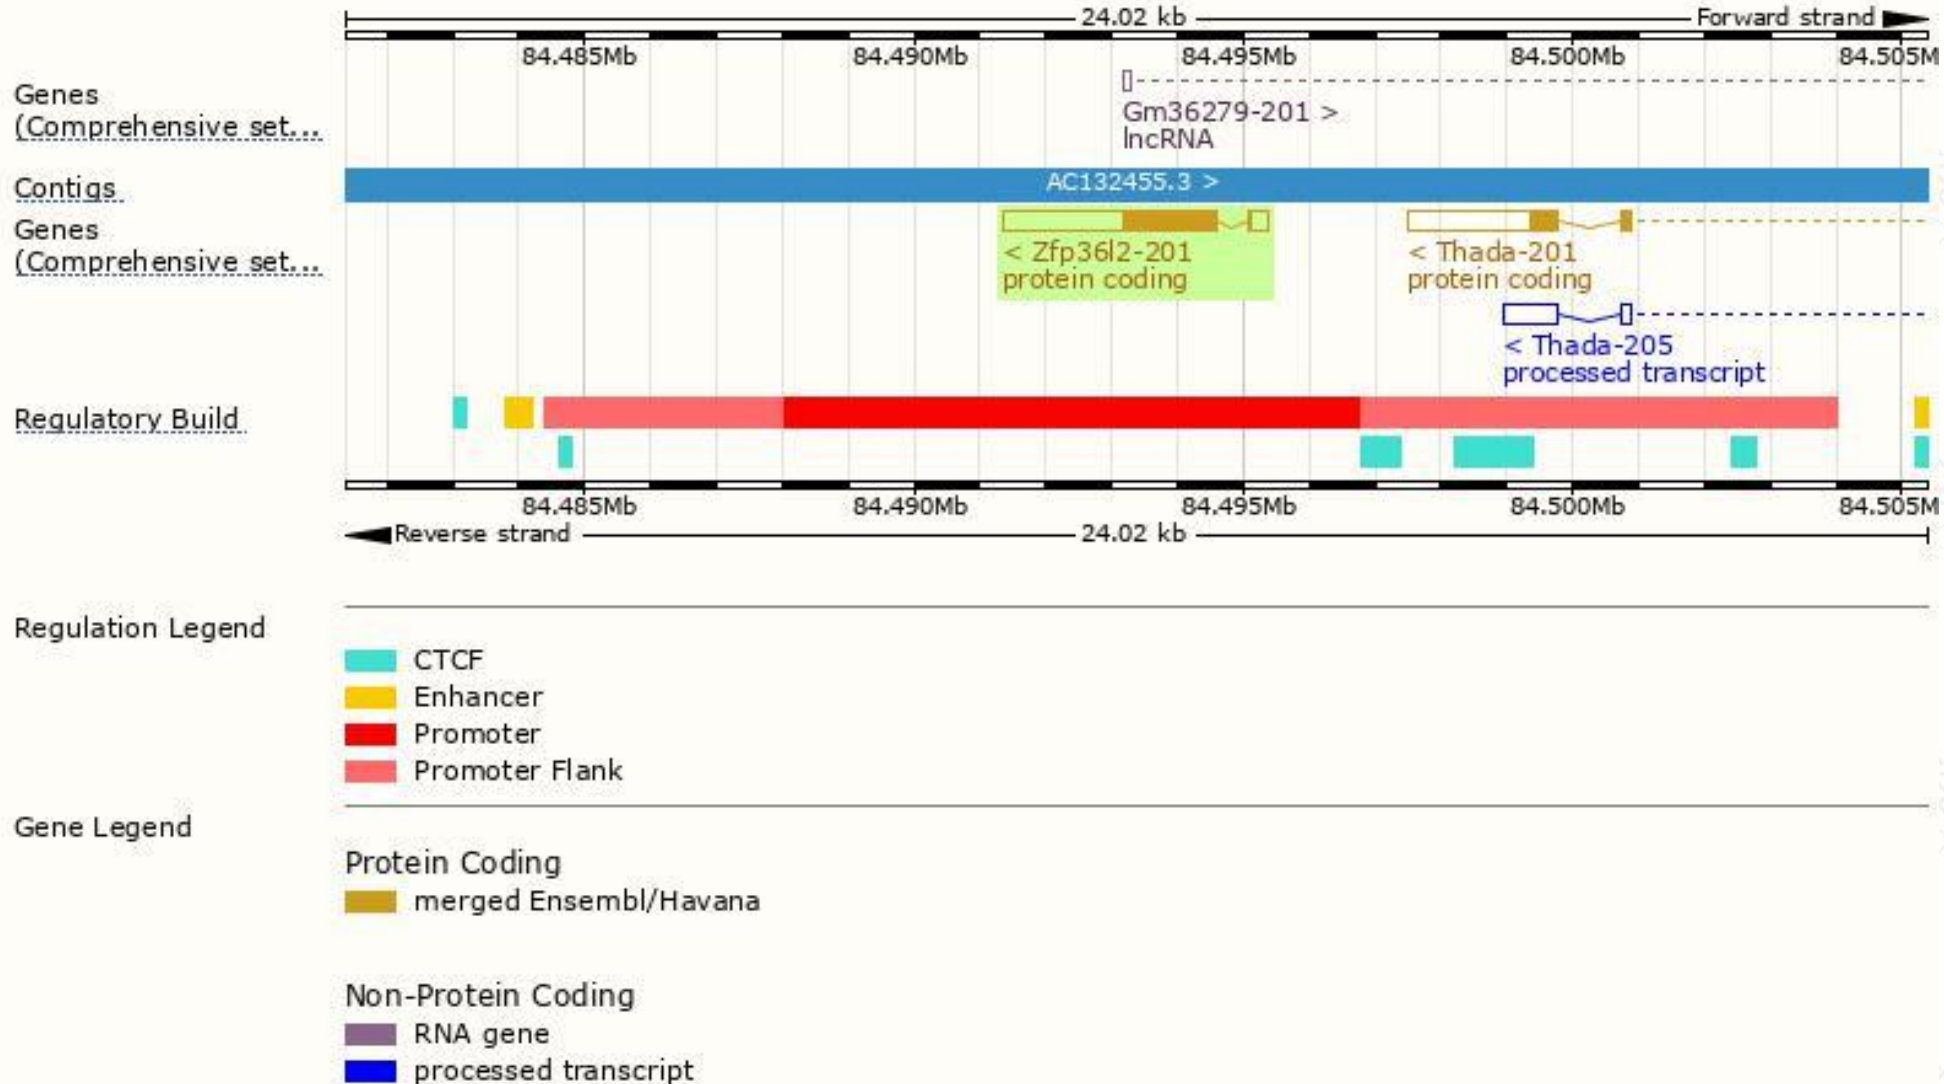 24.02 kb Forward strand
84.485Mb 84.490Mb 84.495Mb 84.500Mb 84.505M
Genes
(Comprehensive set...
Gm36279-201 >
lncRNA
Contigs
AC132455.3 >
Genes
(Comprehensive set...
< Zfp36l2-201
protein coding
< Thada-201
protein coding
< Thada-205
processed transcript
Regulatory Build
84.485Mb 84.490Mb 84.495Mb 84.500Mb 84.505M
Reverse strand 24.02 kb
Regulation Legend
CTCF
Enhancer
Promoter
Promoter Flank
Gene Legend
Protein Coding
merged Ensembl/Havana
Non-Protein Coding
RNA gene
processed transcript